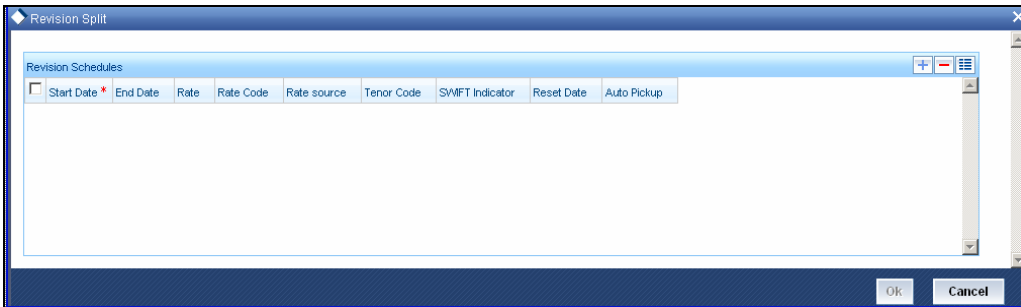 Revision Split
Revision Schedules
Start Date * End Date Rate Rate Code Rate source Tenor Code SWIFT Indicator Reset Date Auto Pickup
Ok Cancel